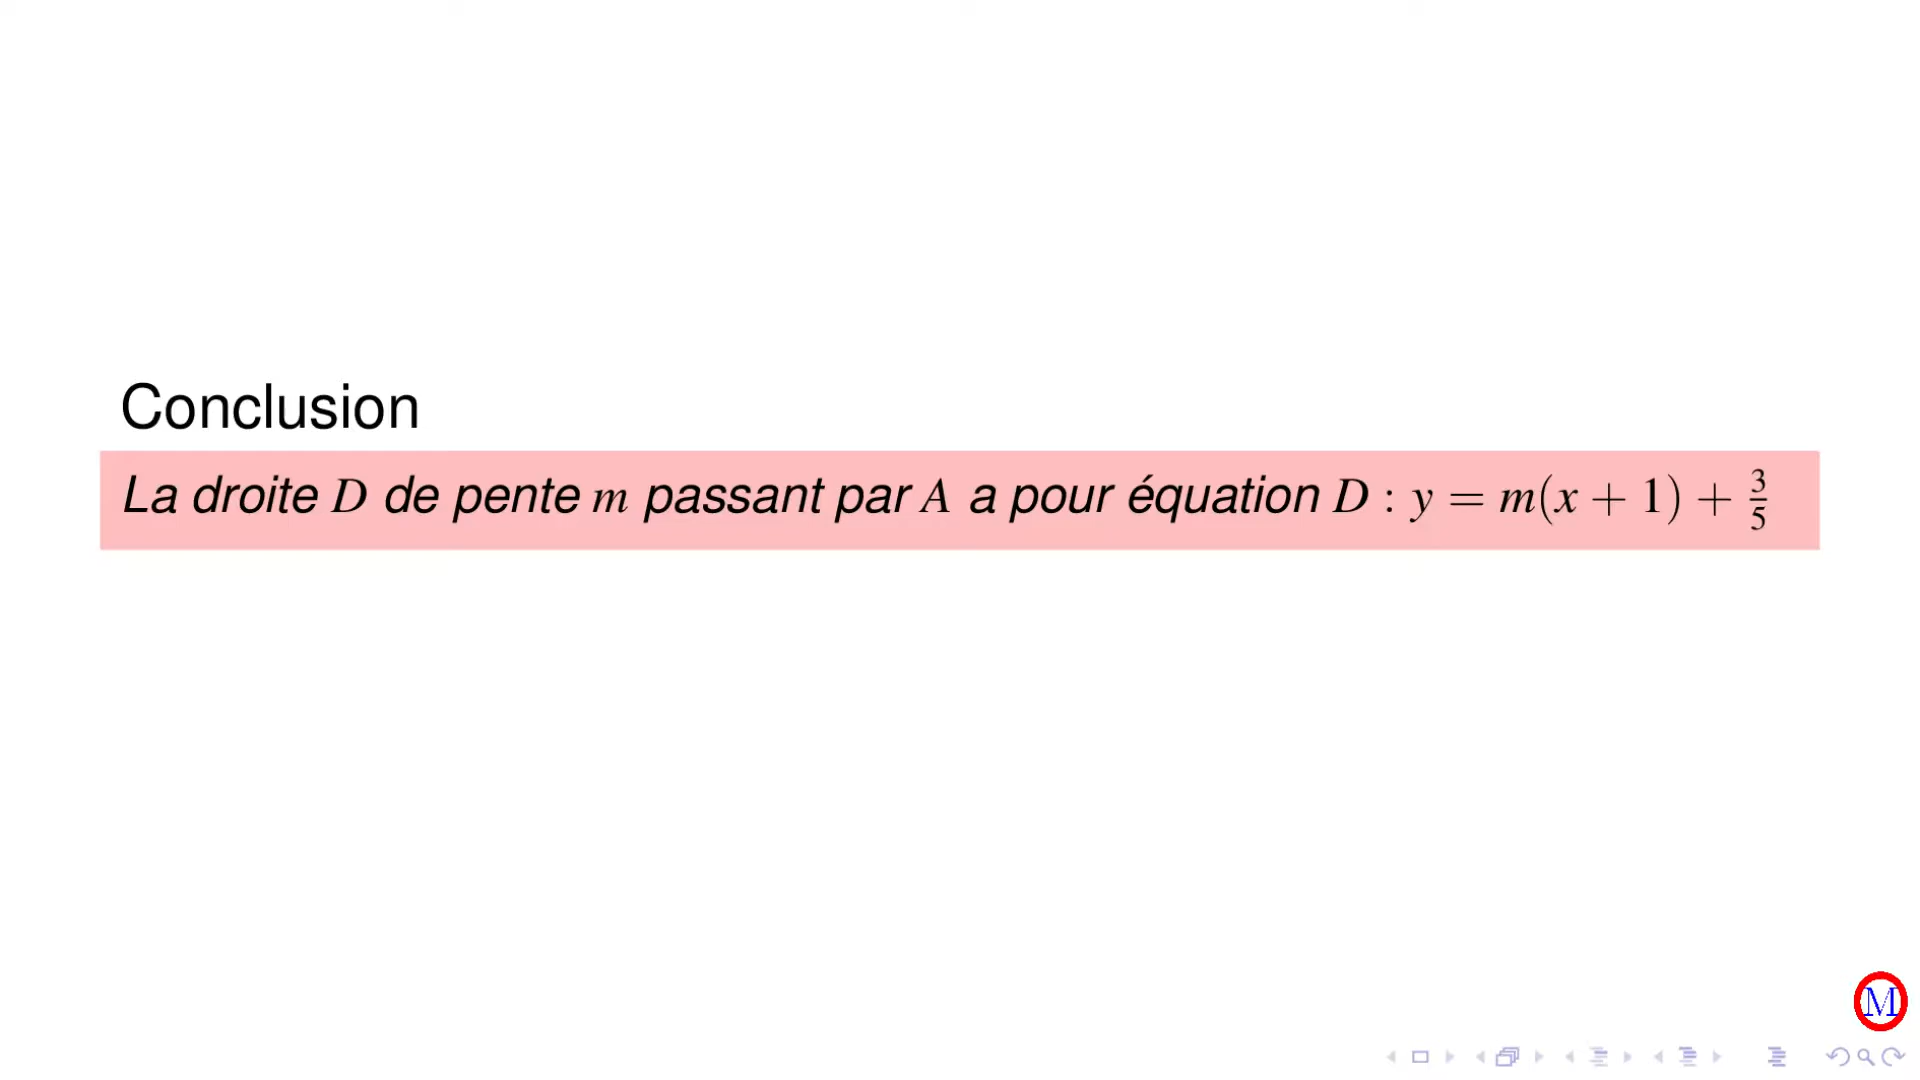 Conclusion
La droite D de pente m passant par A a pour équation D : y = m(x + 1) + 3/5
M